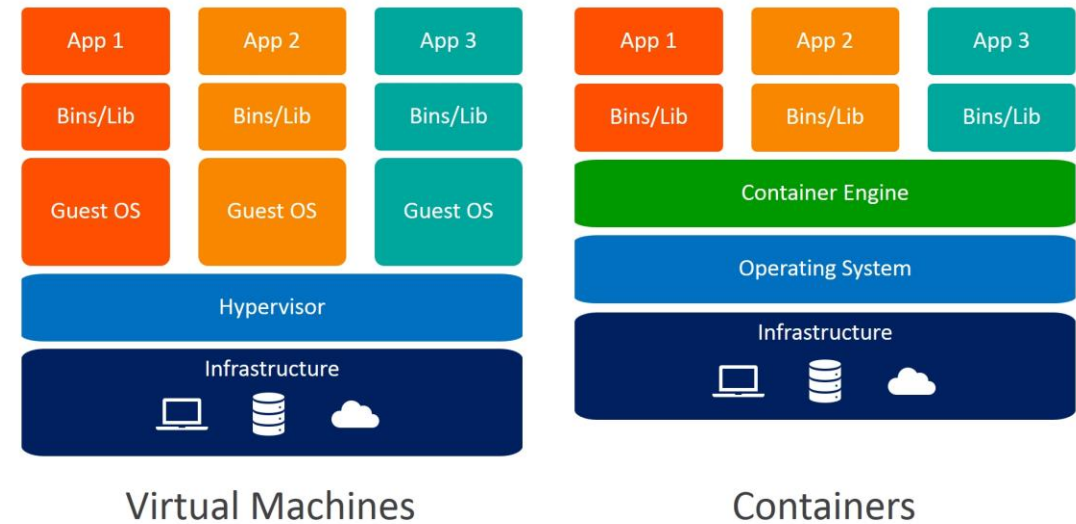 App 1
App 2
App 3
Bins/Lib
Bins/Lib
Bins/Lib
Guest OS
Guest OS
Guest OS
Hypervisor
Infrastructure
Virtual Machines
App 1
App 2
App 3
Bins/Lib
Bins/Lib
Bins/Lib
Container Engine
Operating System
Infrastructure
Containers